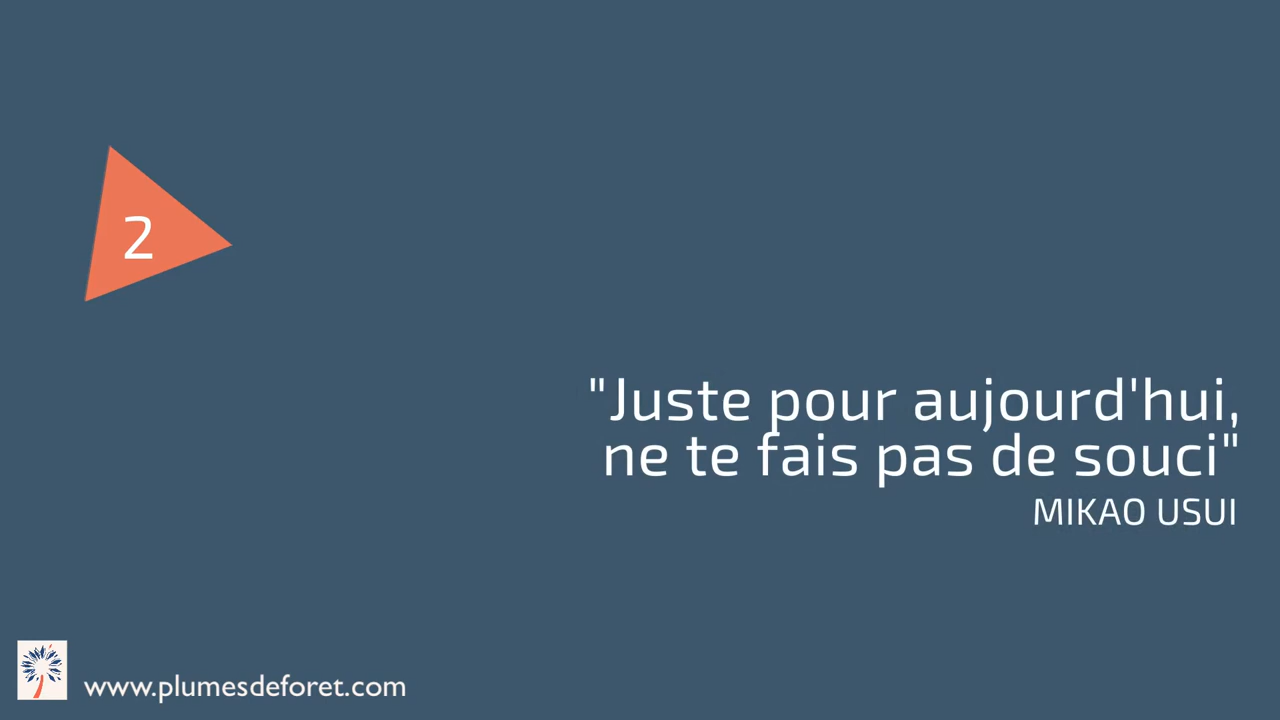 2
"Juste pour aujourd'hui,
ne te fais pas de souci"
MIKAO USUI
www.plumesdeforet.com